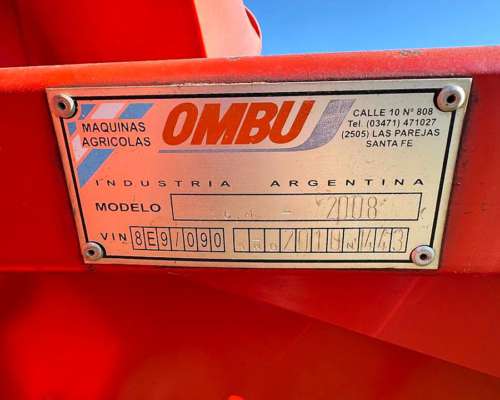 MAQUINAS
AGRICOLAS
OMBU
CALLE 10 Nº 808
Tel. (03471) 471027
(2505) LAS PAREJAS
SANTA FE
INDUSTRIA ARGENTINA
MODELO - 2008
VIN 8E9/090